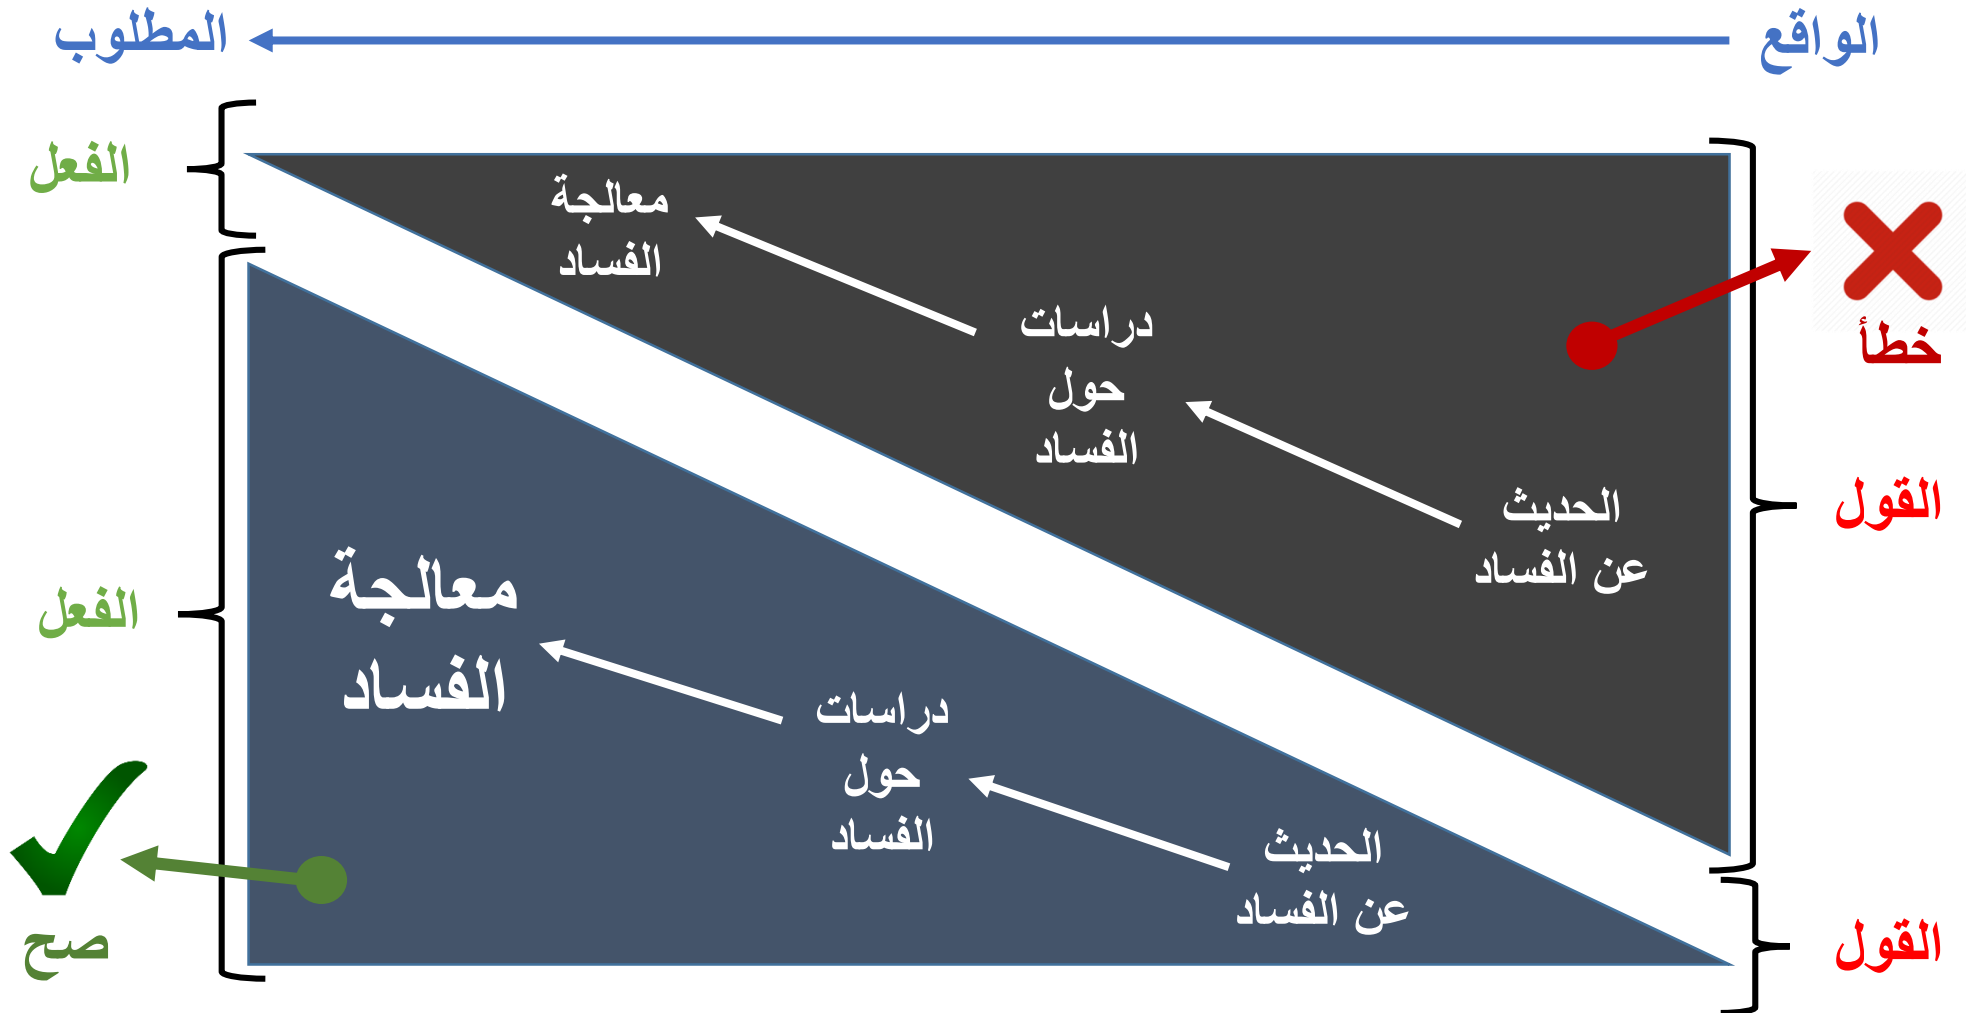 الواقع
المطلوب
الفعل
معالجة
الفساد
دراسات
حول
الفساد
الحديث
عن الفساد
خطأ
القول
الفعل
معالجة
الفساد
دراسات
حول
الفساد
الحديث
عن الفساد
صح
القول